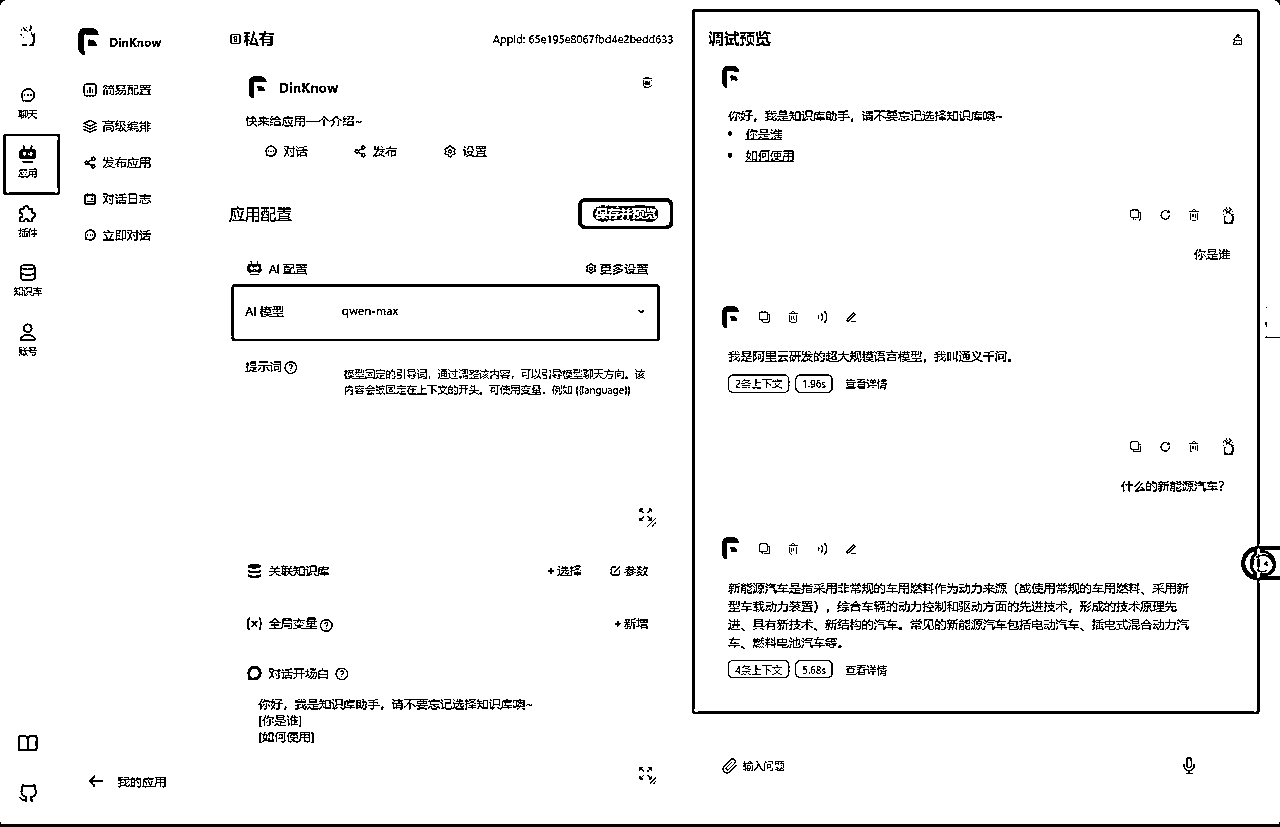 聊天
应用
插件
知识库
账号
DinKnow
简易配置
高级编排
发布应用
对话日志
立即对话
我的应用
私有
AppId: 65e195e8067fbd4e2bedd633
DinKnow
快来给应用一个介绍~
对话 发布 设置
应用配置
保存并预览
AI 配置
更多设置
AI 模型
qwen-max
提示词
模型固定的引导词，通过调整该内容，可以引导模型聊天方向。该
内容会被固定在上下文的开头。可使用变量，例如 {{language}}
关联知识库
+选择
参数
全局变量
+新增
对话开场白
你好，我是知识库助手，请不要忘记选择知识库噢~
[你是谁]
[如何使用]
调试预览
你好，我是知识库助手，请不要忘记选择知识库噢~
• 你是谁
• 如何使用
你是谁
我是阿里云研发的超大规模语言模型，我叫通义千问。
2条上下文 1.96s 查看详情
什么的新能源汽车？
新能源汽车是指采用非常规的车用燃料作为动力来源（或使用常规的车用燃料、采用新
型车载动力装置），综合车辆的动力控制和驱动方面的先进技术，形成的技术原理先
进、具有新技术、新结构的汽车。常见的新能源汽车包括电动汽车、插电式混合动力汽
车、燃料电池汽车等。
4条上下文 5.68s 查看详情
输入问题